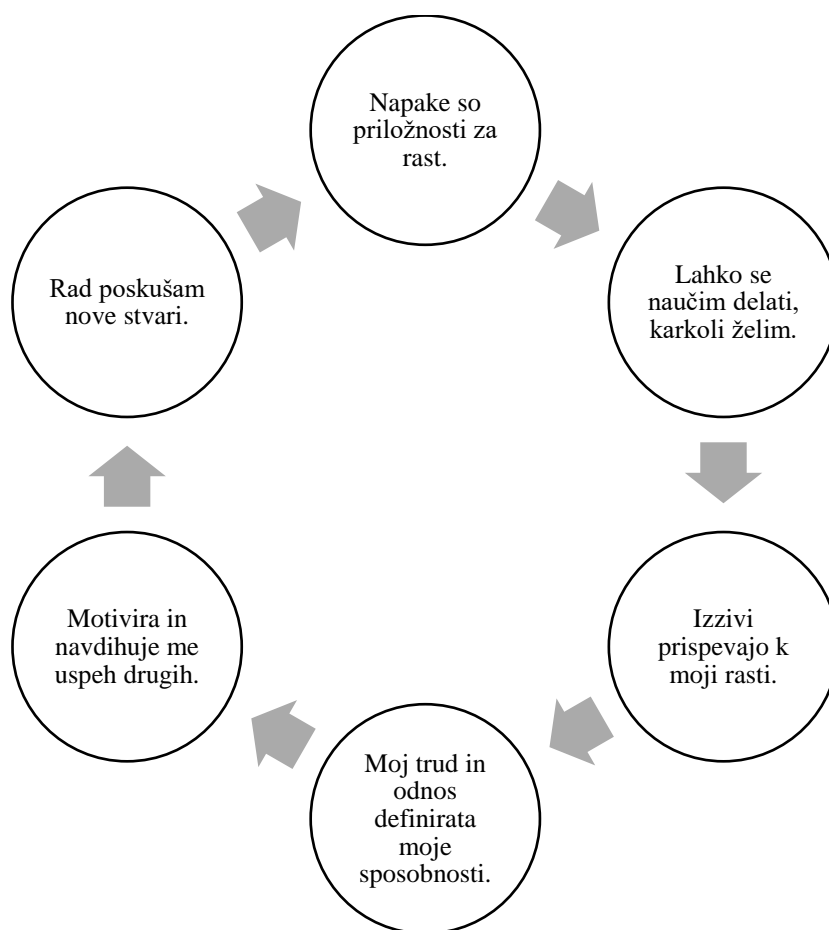 Napake so
priložnosti za
rast.
Lahko se
naučim delati,
karkoli želim.
Izzivi
prispevajo k
moji rasti.
Moj trud in
odnos
definirata
moje
sposobnosti.
Motivira in
navdihuje me
uspeh drugih.
Rad poskušam
nove stvari.